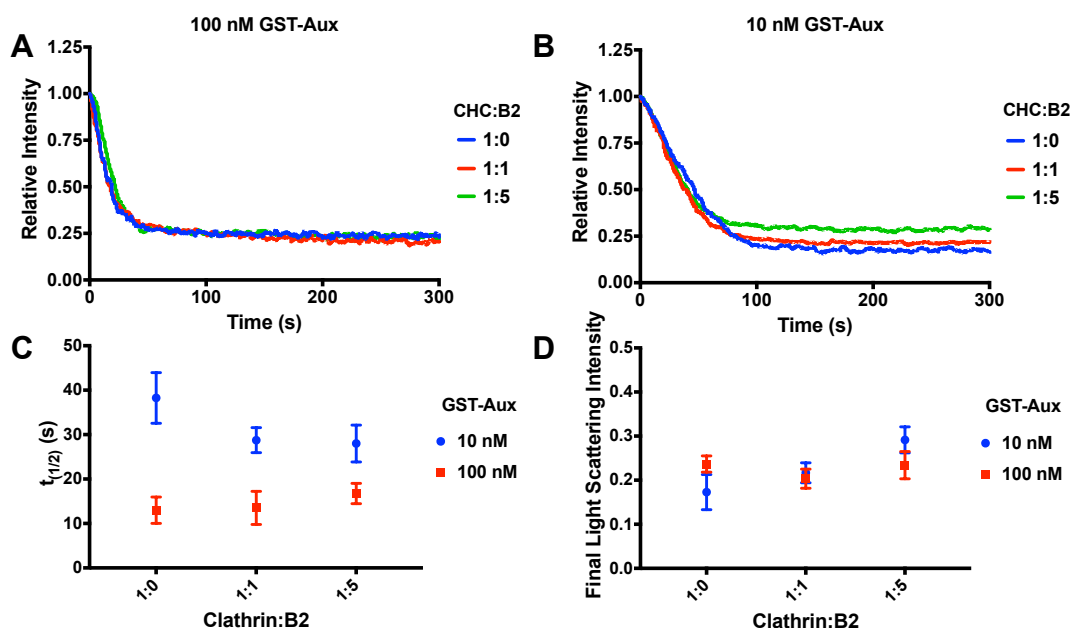 A
100 nM GST-Aux
Relative Intensity
1.25
1.00
0.75
0.50
0.25
0.00
0
100
200
300
Time (s)
CHC:B2
1:0
1:1
1:5
B
10 nM GST-Aux
Relative Intensity
1.25
1.00
0.75
0.50
0.25
0.00
0
100
200
300
Time (s)
CHC:B2
1:0
1:1
1:5
C
t(1/2) (s)
50
40
30
20
10
0
1:0
1:1
1:5
Clathrin:B2
GST-Aux
10 nM
100 nM
D
Final Light Scattering Intensity
0.5
0.4
0.3
0.2
0.1
0.0
1:0
1:1
1:5
Clathrin:B2
GST-Aux
10 nM
100 nM